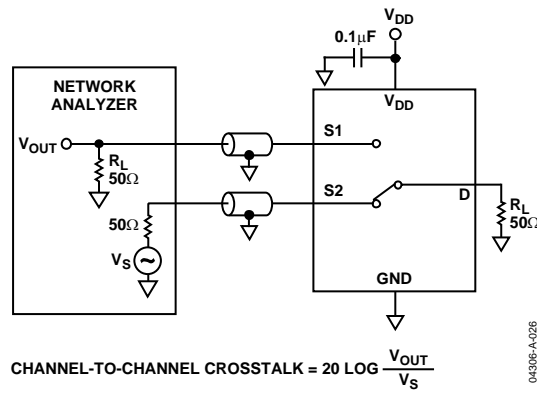 V_DD
0.1µF
V_DD
NETWORK
ANALYZER
V_OUT
R_L
50Ω
S1
S2
D
50Ω
V_S
R_L
50Ω
GND
CHANNEL-TO-CHANNEL CROSSTALK = 20 LOG V_OUT / V_S
04306-A-026